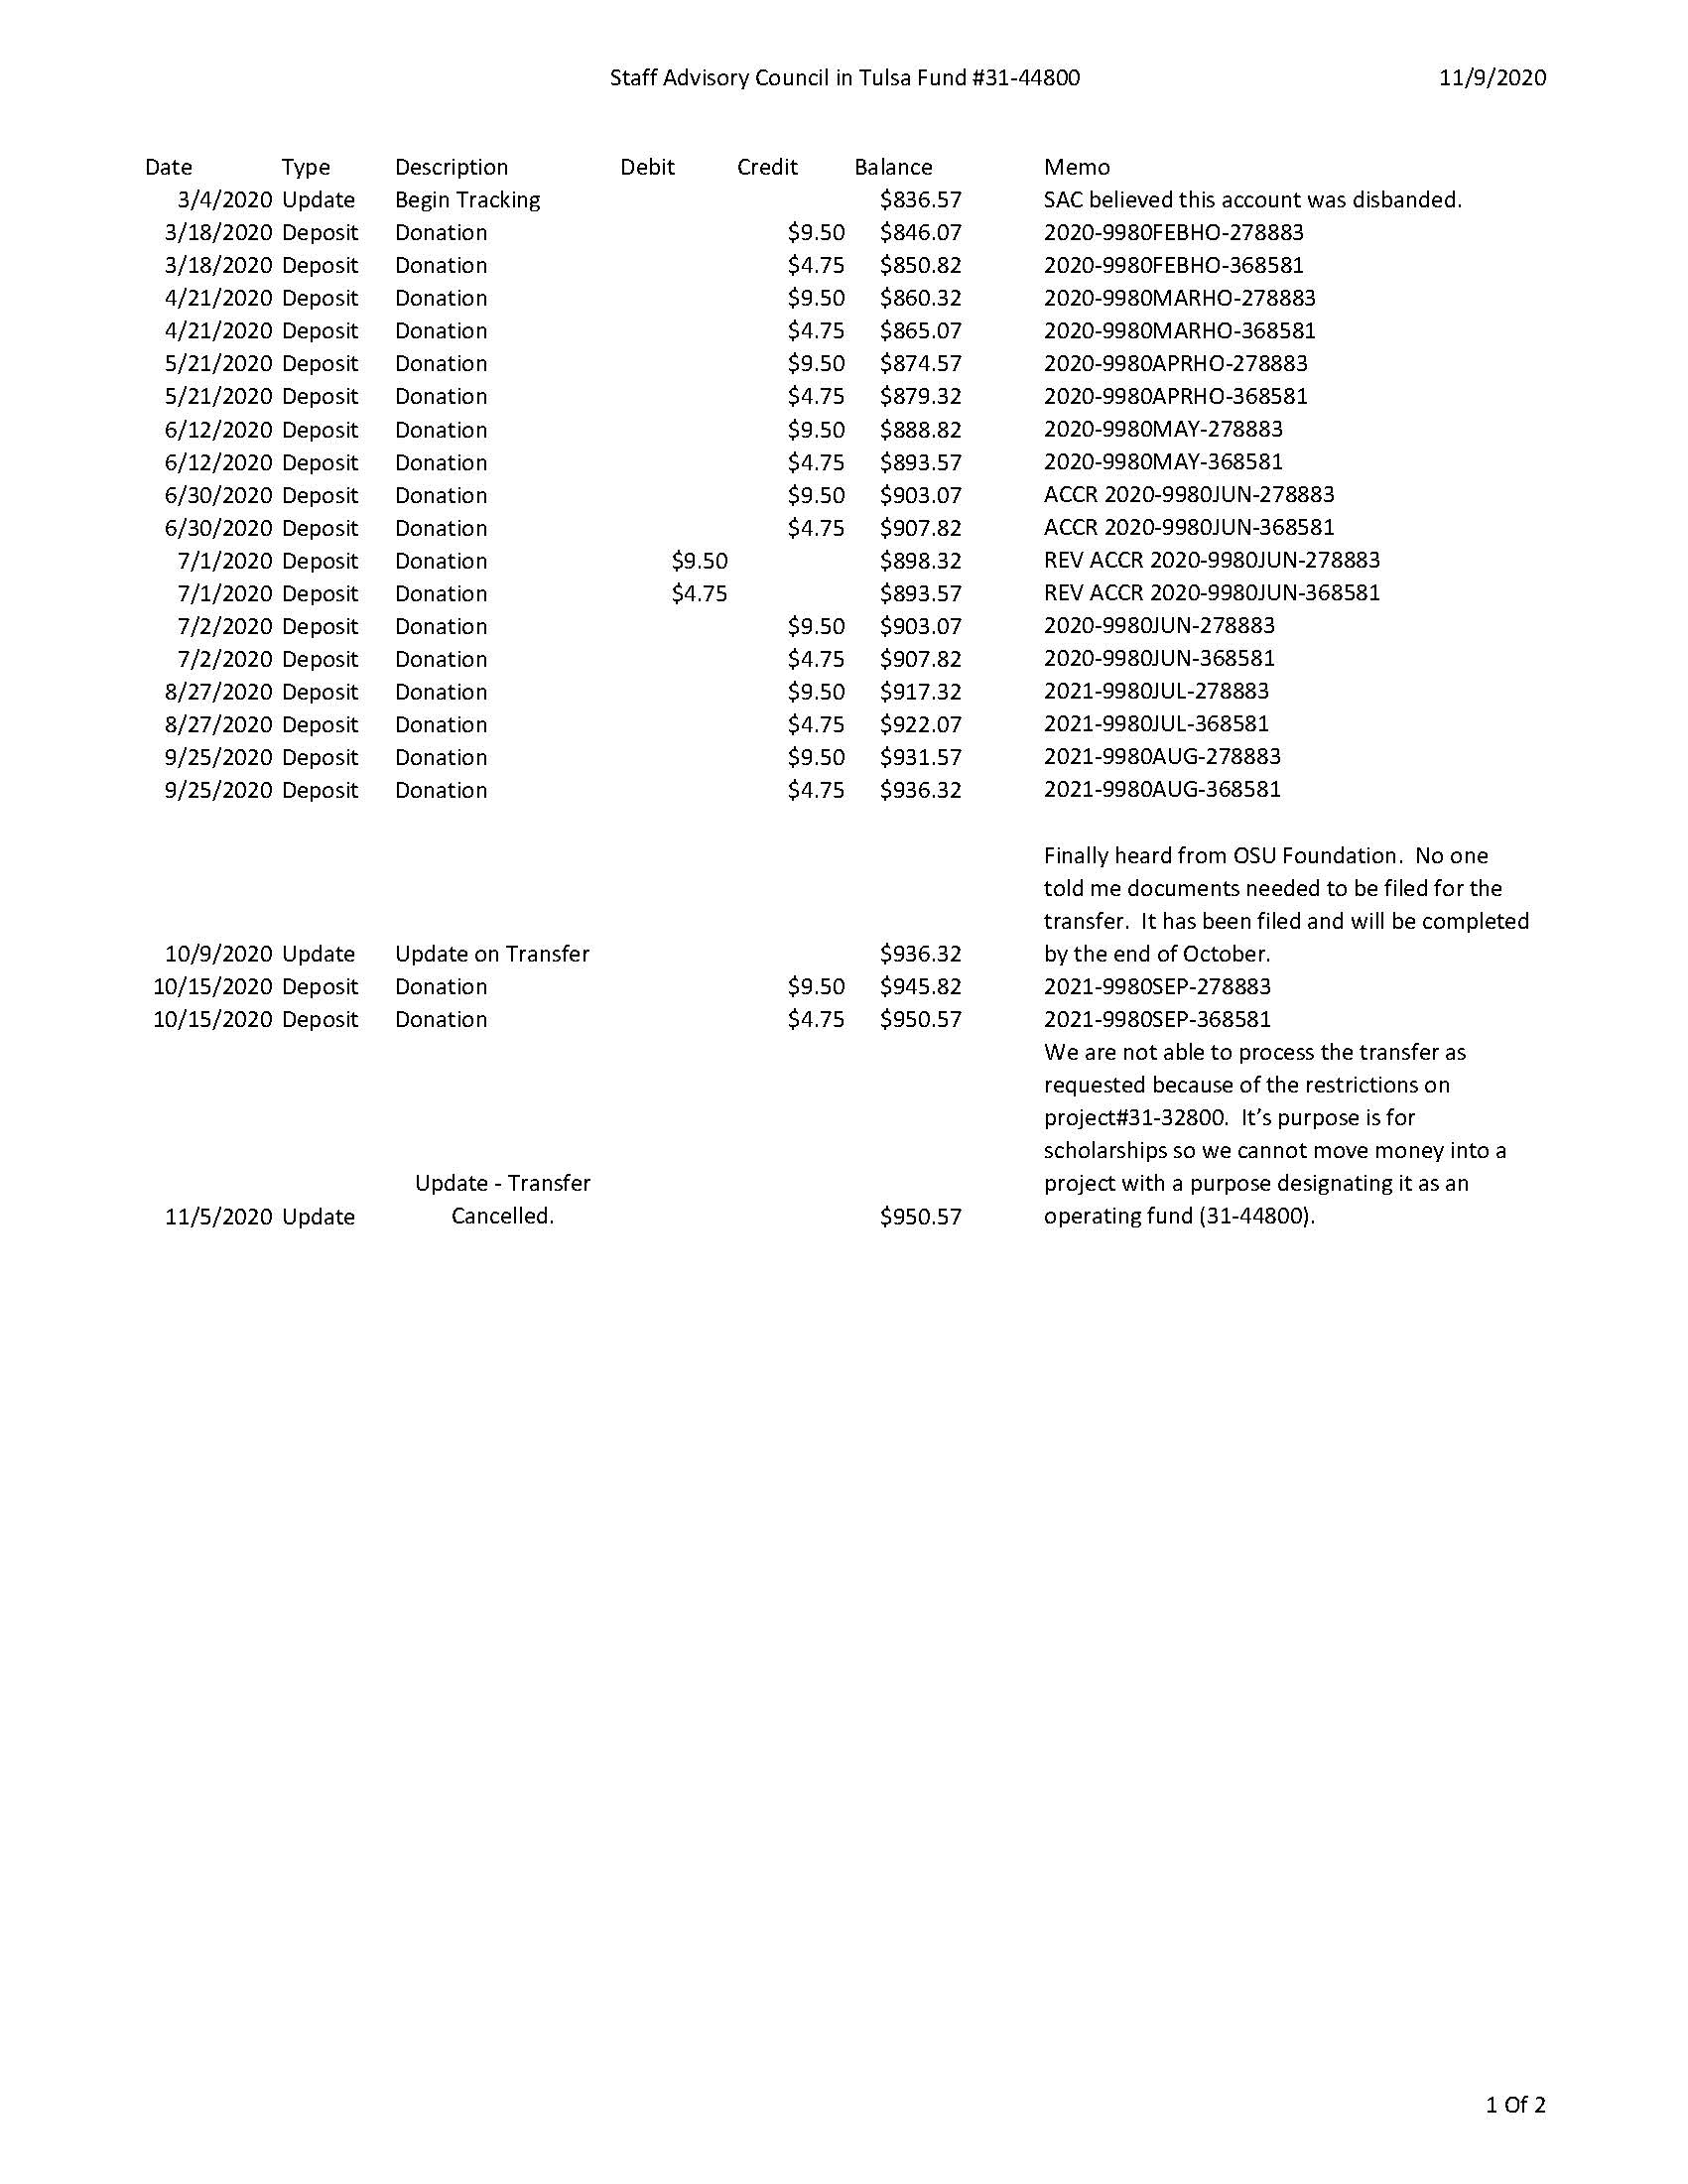 Staff Advisory Council in Tulsa Fund #31-44800 11/9/2020
Date Type Description Debit Credit Balance Memo
3/4/2020 Update Begin Tracking $836.57 SAC believed this account was disbanded.
3/18/2020 Deposit Donation $9.50 $846.07 2020-9980FEBHO-278883
3/18/2020 Deposit Donation $4.75 $850.82 2020-9980FEBHO-368581
4/21/2020 Deposit Donation $9.50 $860.32 2020-9980MARHO-278883
4/21/2020 Deposit Donation $4.75 $865.07 2020-9980MARHO-368581
5/21/2020 Deposit Donation $9.50 $874.57 2020-9980APRHO-278883
5/21/2020 Deposit Donation $4.75 $879.32 2020-9980APRHO-368581
6/12/2020 Deposit Donation $9.50 $888.82 2020-9980MAY-278883
6/12/2020 Deposit Donation $4.75 $893.57 2020-9980MAY-368581
6/30/2020 Deposit Donation $9.50 $903.07 ACCR 2020-9980JUN-278883
6/30/2020 Deposit Donation $4.75 $907.82 ACCR 2020-9980JUN-368581
7/1/2020 Deposit Donation $9.50 $898.32 REV ACCR 2020-9980JUN-278883
7/1/2020 Deposit Donation $4.75 $893.57 REV ACCR 2020-9980JUN-368581
7/2/2020 Deposit Donation $9.50 $903.07 2020-9980JUN-278883
7/2/2020 Deposit Donation $4.75 $907.82 2020-9980JUN-368581
8/27/2020 Deposit Donation $9.50 $917.32 2021-9980JUL-278883
8/27/2020 Deposit Donation $4.75 $922.07 2021-9980JUL-368581
9/25/2020 Deposit Donation $9.50 $931.57 2021-9980AUG-278883
9/25/2020 Deposit Donation $4.75 $936.32 2021-9980AUG-368581
Finally heard from OSU Foundation. No one
told me documents needed to be filed for the
transfer. It has been filed and will be completed
10/9/2020 Update Update on Transfer $936.32 by the end of October.
10/15/2020 Deposit Donation $9.50 $945.82 2021-9980SEP-278883
10/15/2020 Deposit Donation $4.75 $950.57 2021-9980SEP-368581
We are not able to process the transfer as
requested because of the restrictions on
project#31-32800. It’s purpose is for
scholarships so we cannot move money into a
Update - Transfer project with a purpose designating it as an
11/5/2020 Update Cancelled. $950.57 operating fund (31-44800).
1 Of 2